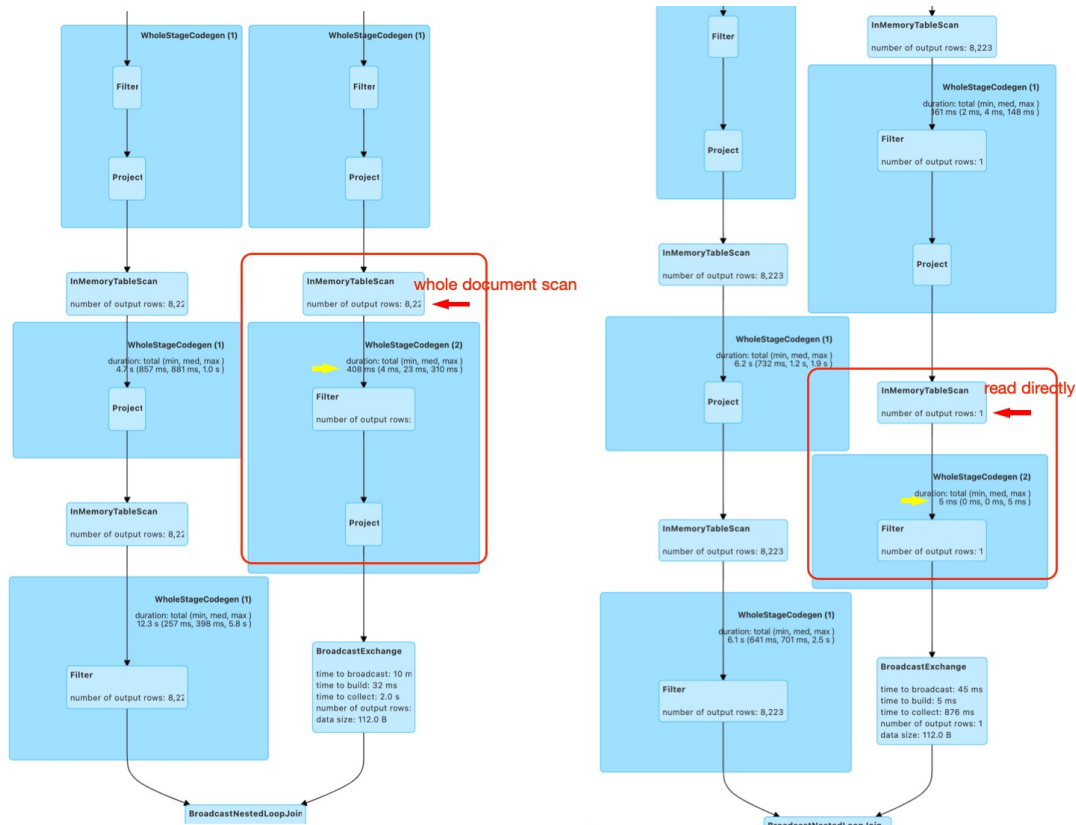 WholeStageCodegen (1)
Filter
Project
WholeStageCodegen (1)
Filter
Project
InMemoryTableScan
number of output rows: 8,22
InMemoryTableScan
number of output rows: 8,22
whole document scan
WholeStageCodegen (1)
duration: total (min, med, max )
4.7 s (857 ms, 881 ms, 1.0 s )
Project
WholeStageCodegen (2)
duration: total (min, med, max )
408 ms (4 ms, 23 ms, 310 ms )
Filter
number of output rows:
Project
InMemoryTableScan
number of output rows: 8,22
WholeStageCodegen (1)
duration: total (min, med, max )
12.3 s (257 ms, 398 ms, 5.8 s )
Filter
number of output rows: 8,22
BroadcastExchange
time to broadcast: 10 m
time to build: 32 ms
time to collect: 2.0 s
number of output rows:
data size: 112.0 B
BroadcastNestedLoopJoin
Filter
Project
InMemoryTableScan
number of output rows: 8,223
WholeStageCodegen (1)
duration: total (min, med, max )
161 ms (2 ms, 4 ms, 148 ms )
Filter
number of output rows: 1
Project
InMemoryTableScan
number of output rows: 8,223
WholeStageCodegen (1)
duration: total (min, med, max )
6.2 s (732 ms, 1.2 s, 1.9 s )
Project
InMemoryTableScan
number of output rows: 1
read directly
WholeStageCodegen (2)
duration: total (min, med, max )
5 ms (0 ms, 0 ms, 5 ms )
Filter
number of output rows: 1
InMemoryTableScan
number of output rows: 8,223
WholeStageCodegen (1)
duration: total (min, med, max )
6.1 s (641 ms, 701 ms, 2.5 s )
Filter
number of output rows: 8,223
BroadcastExchange
time to broadcast: 45 ms
time to build: 5 ms
time to collect: 876 ms
number of output rows: 1
data size: 112.0 B
BroadcastNestedLoopJoin